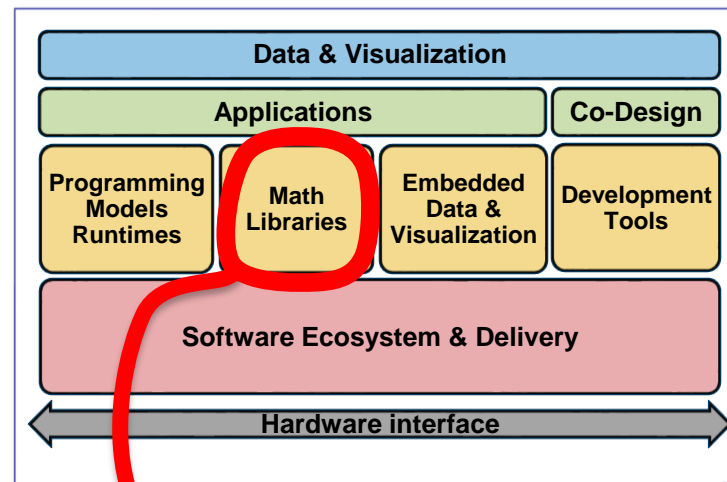 Data & Visualization
Applications
Co-Design
Programming
Models
Runtimes
Math
Libraries
Embedded
Data &
Visualization
Development
Tools
Software Ecosystem & Delivery
Hardware interface